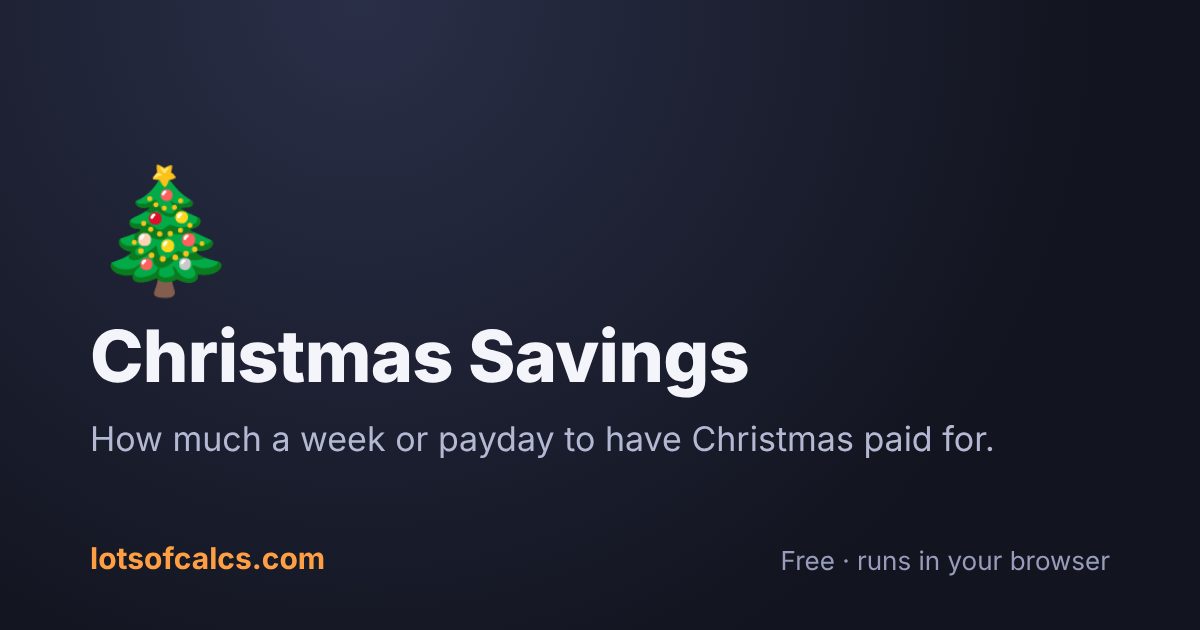 Christmas Savings
How much a week or payday to have Christmas paid for.
lotsofcalcs.com
Free · runs in your browser